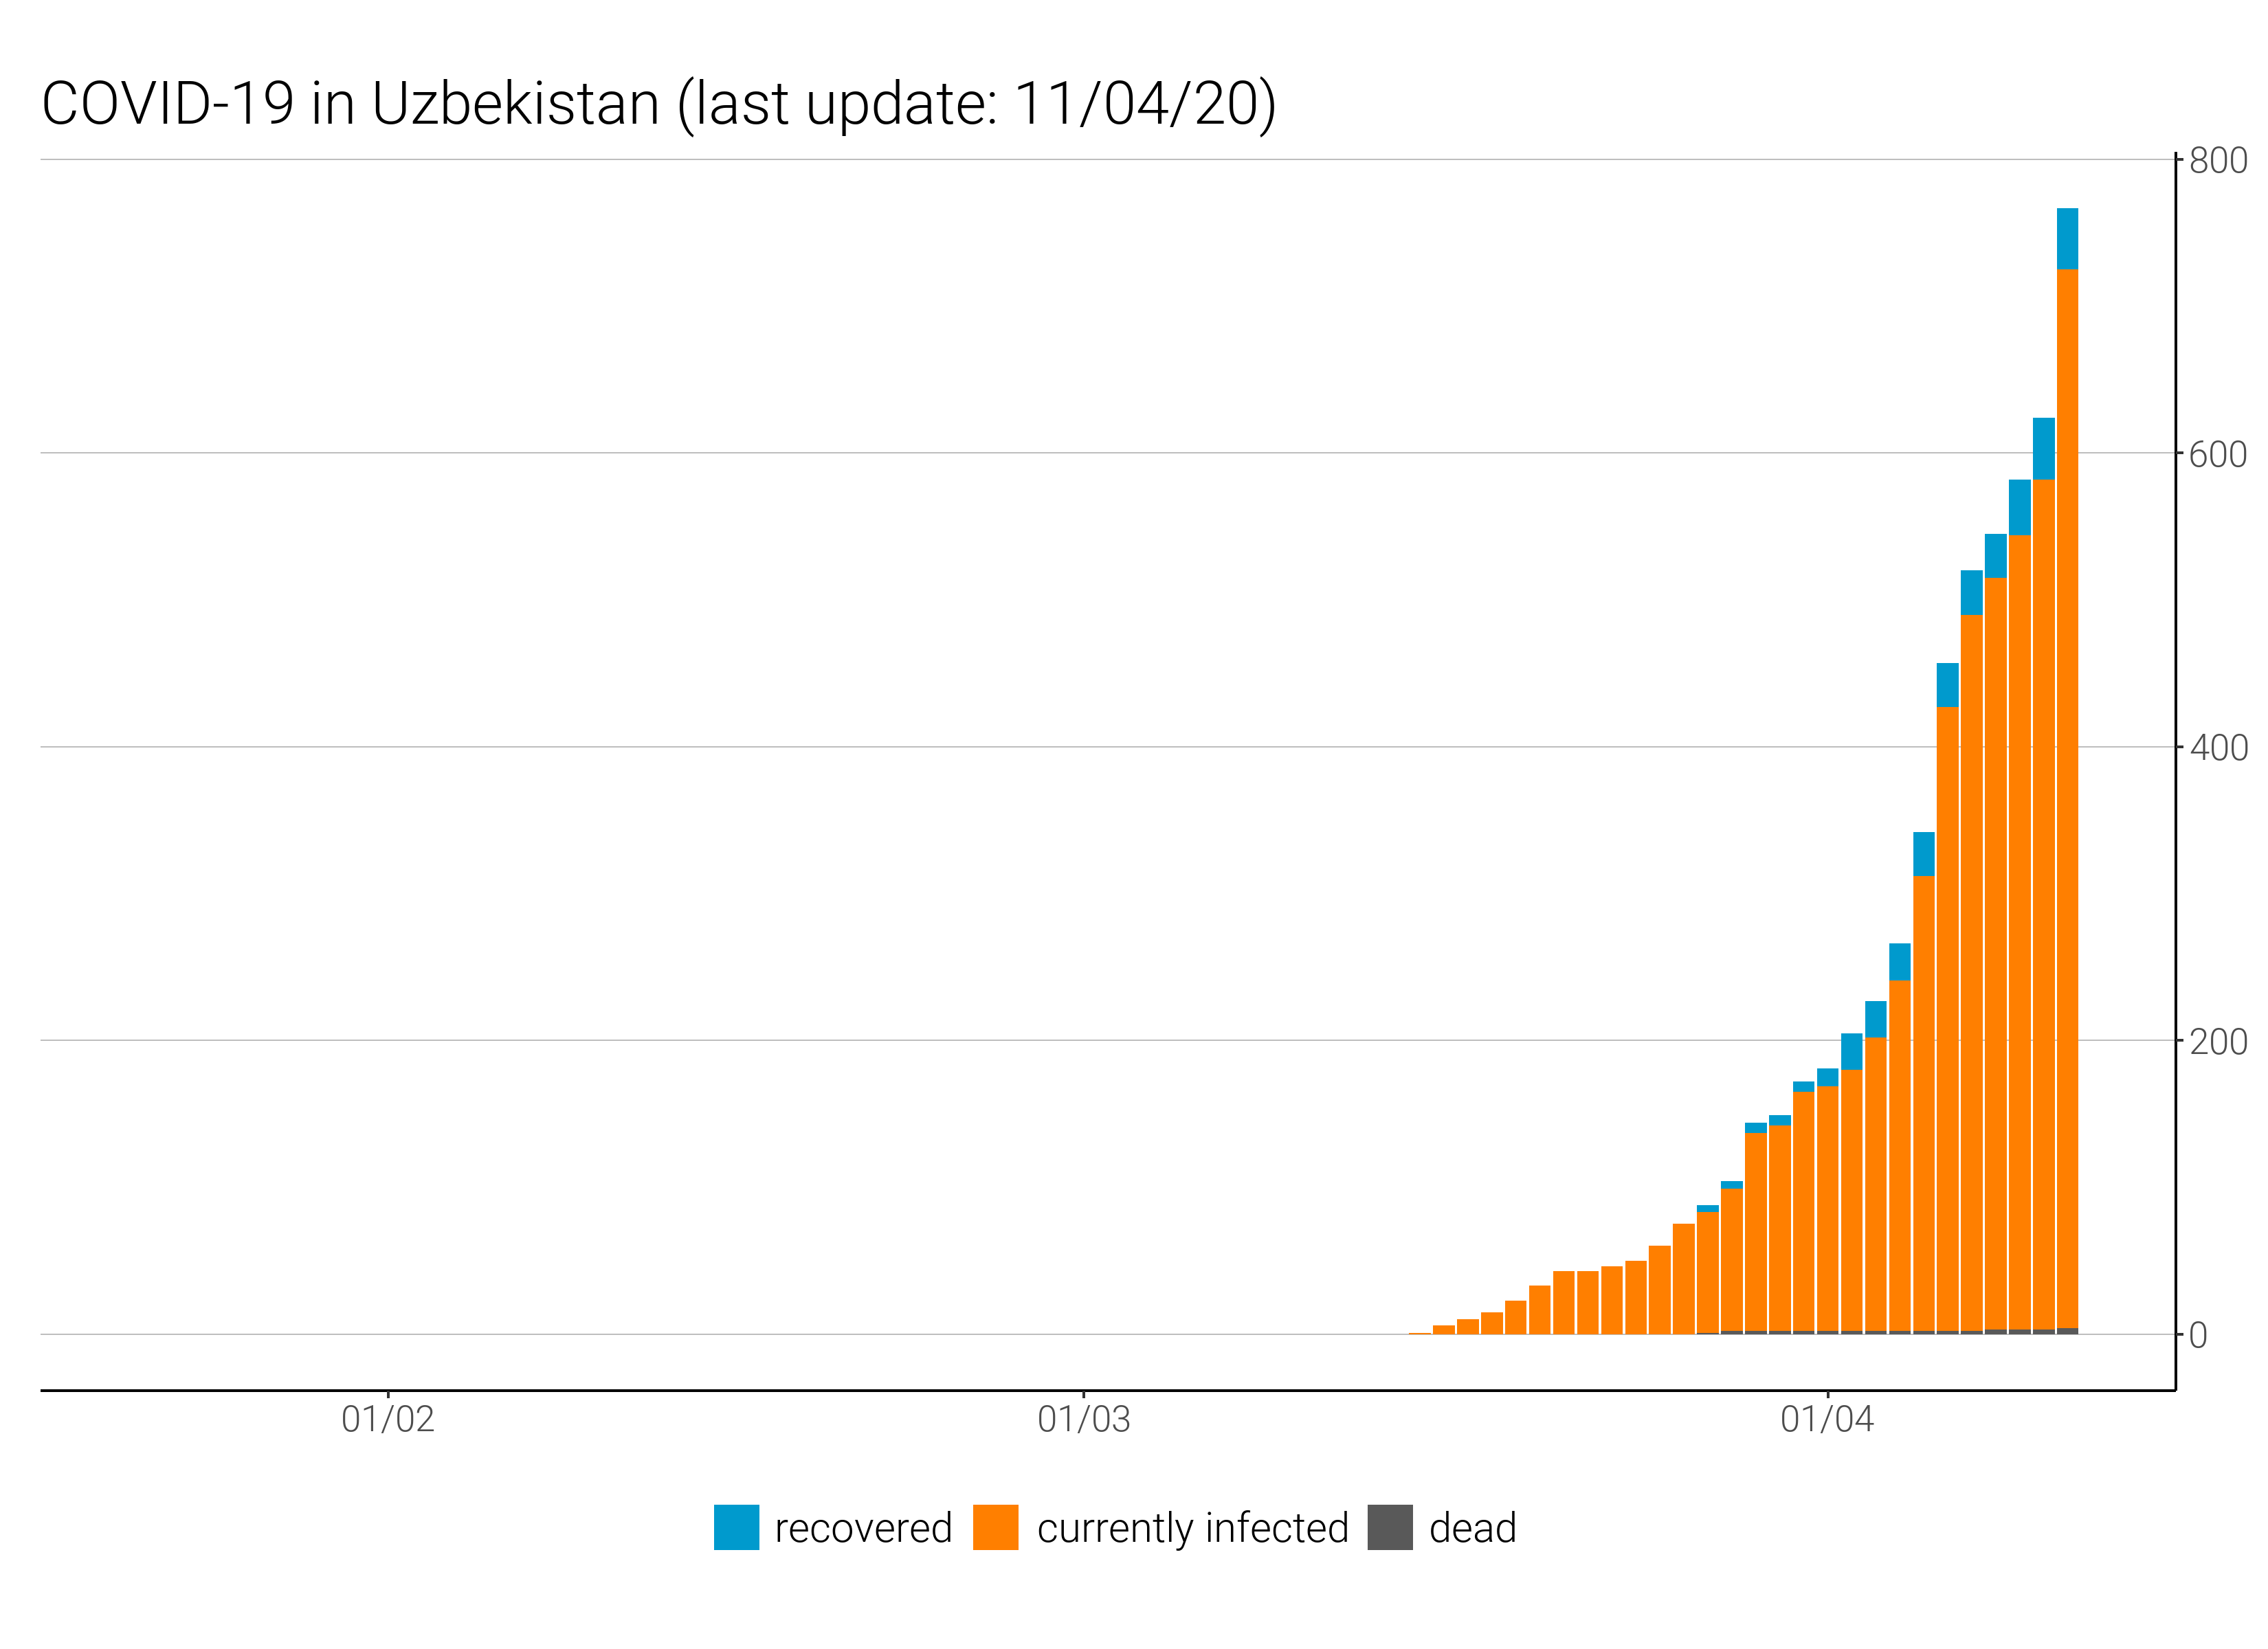 COVID-19 in Uzbekistan (last update: 11/04/20)
800
600
400
200
0
01/02 01/03 01/04
recovered currently infected dead